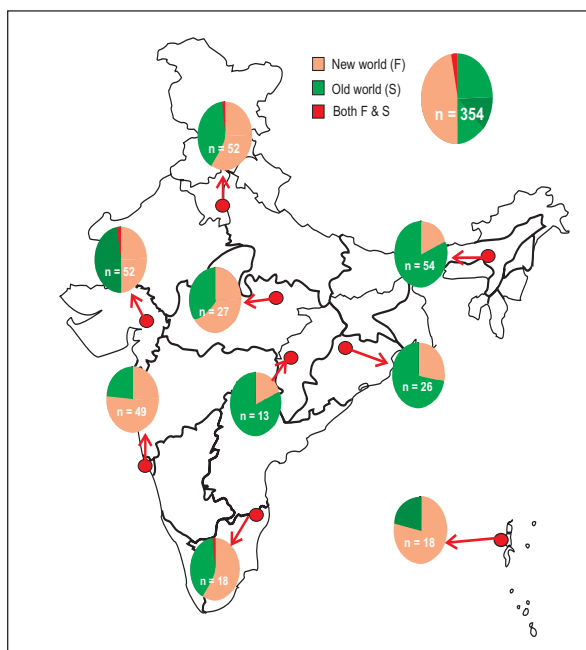 New world (F)
Old world (S)
Both F & S
n = 354
n = 52
n = 52
n = 54
n = 27
n = 26
n = 13
n = 49
n = 18
n = 18